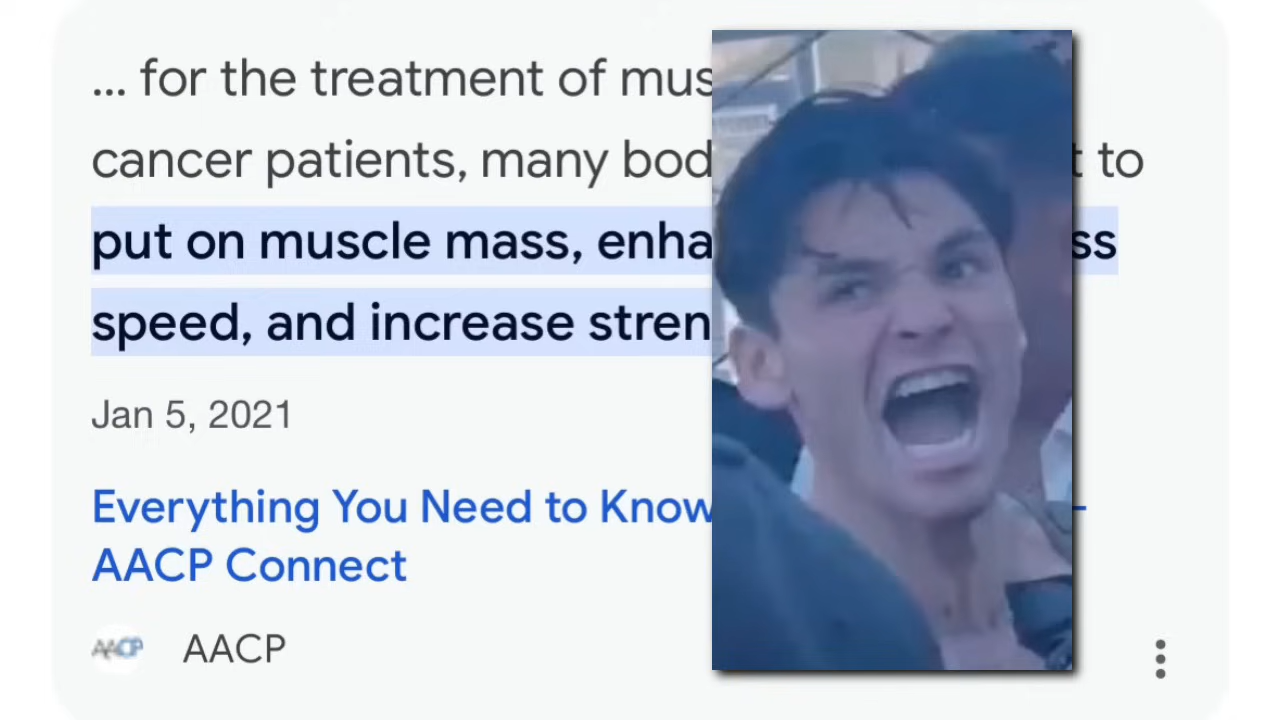 ... for the treatment of mus
cancer patients, many bod t to
put on muscle mass, enha ss
speed, and increase stren
Jan 5, 2021
Everything You Need to Know -
AACP Connect
AACP AACP